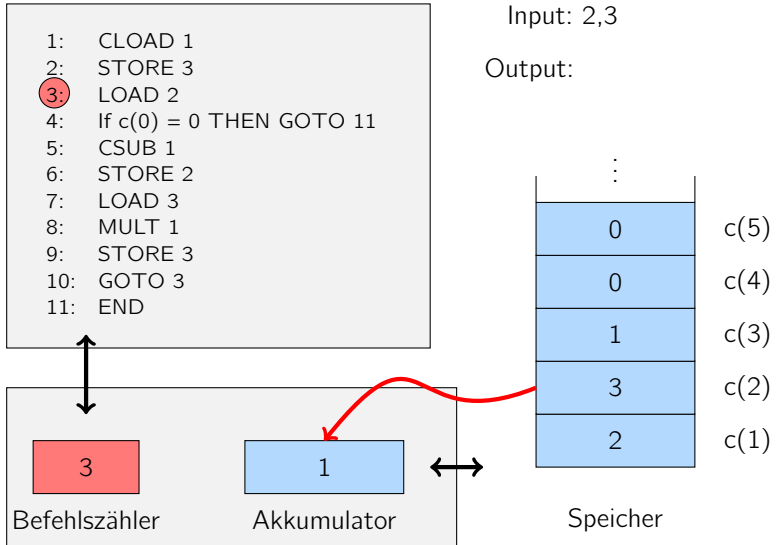 1: CLOAD 1
2: STORE 3
3: LOAD 2
4: If c(0) = 0 THEN GOTO 11
5: CSUB 1
6: STORE 2
7: LOAD 3
8: MULT 1
9: STORE 3
10: GOTO 3
11: END
Input: 2,3
Output:
⋮
0 c(5)
0 c(4)
1 c(3)
3 c(2)
2 c(1)
3
1
Befehlszähler
Akkumulator
Speicher